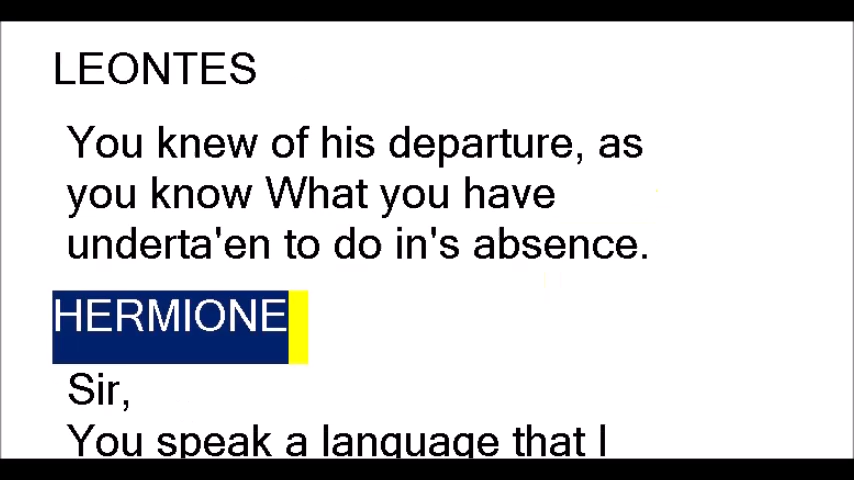 LEONTES
You knew of his departure, as
you know What you have
underta'en to do in's absence.
HERMIONE
Sir,
You speak a language that I